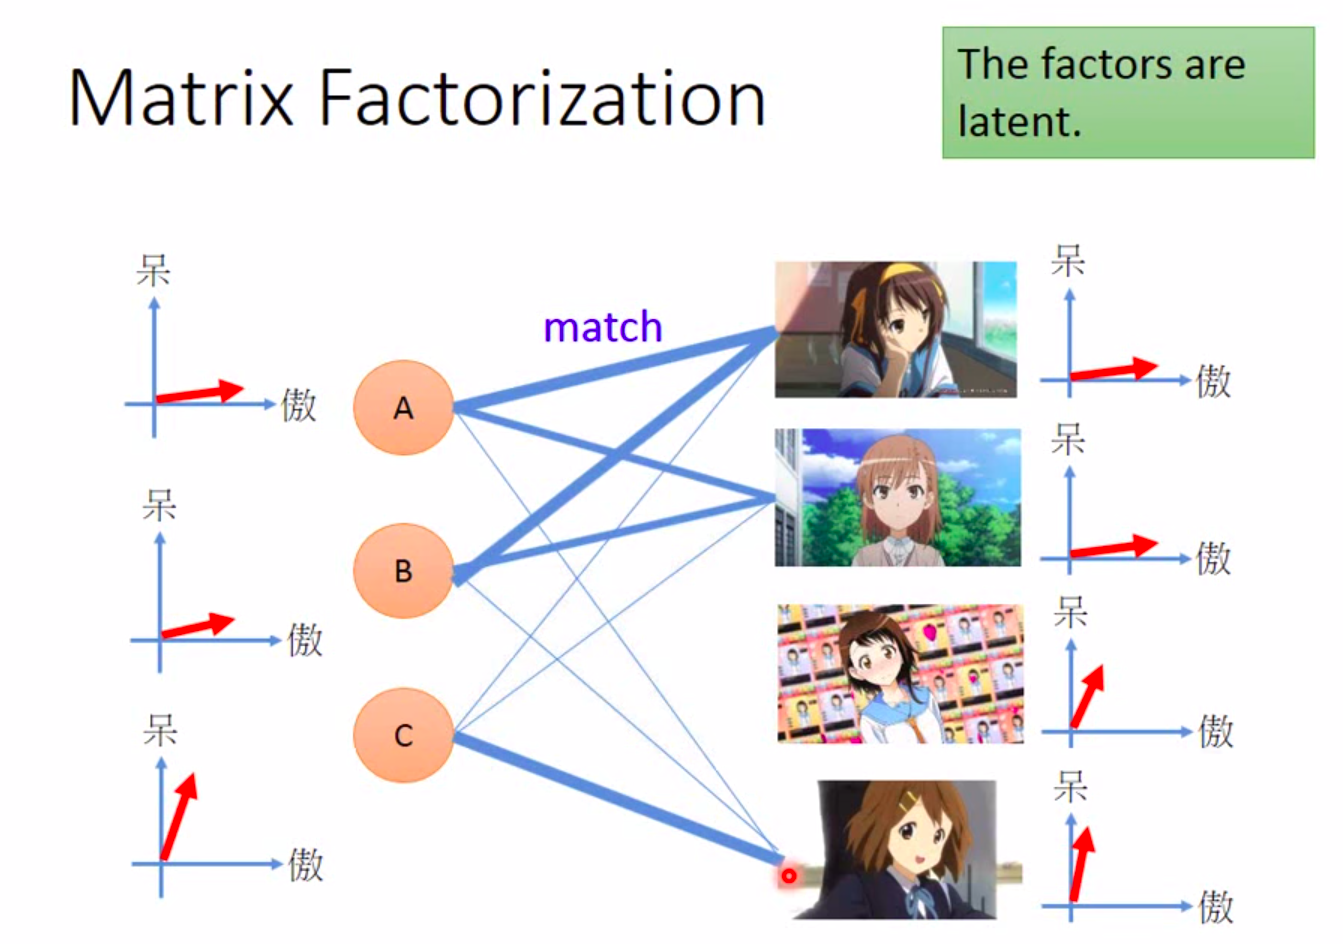 Matrix Factorization
The factors are
latent.
呆
傲
呆
傲
呆
傲
match
A
B
C
呆
傲
呆
傲
呆
傲
呆
傲